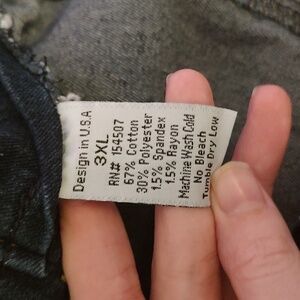 Design in U.S.A
3XL
RN# 154507
67% Cotton
30% Polyester
1.5% Spandex
1.5% Rayon
Machine Wash Cold
No Bleach
Tumble Dry Low